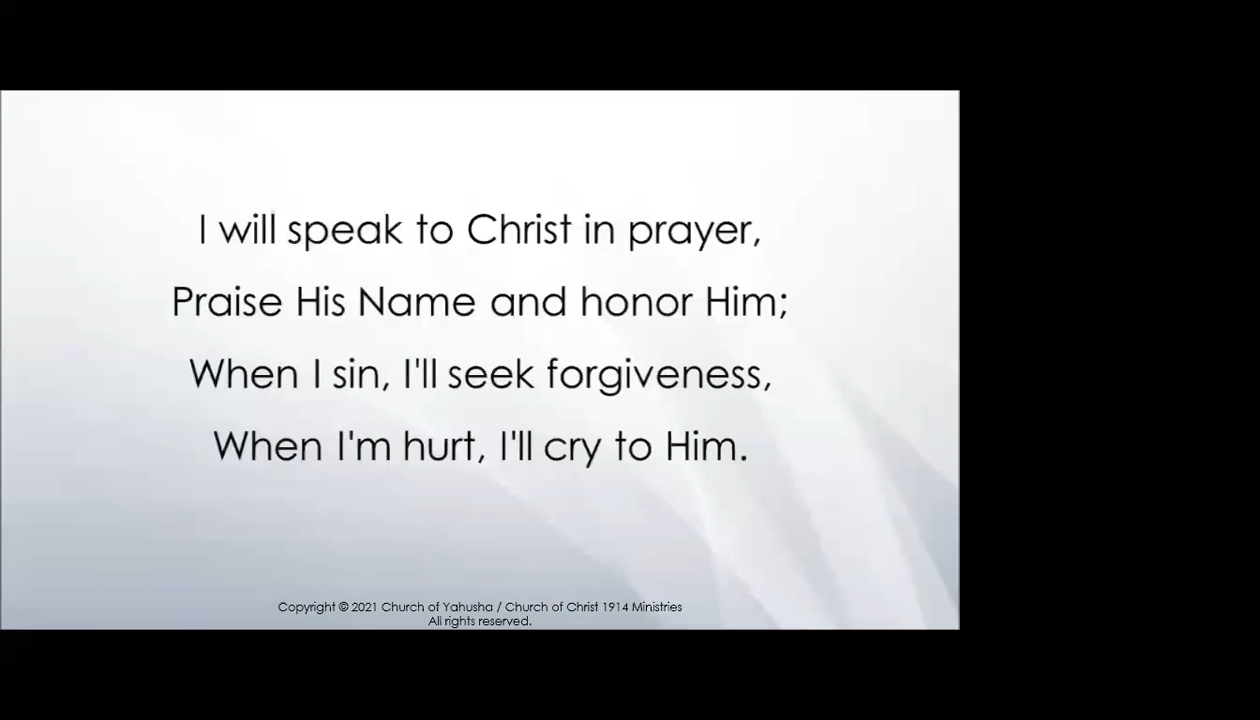 I will speak to Christ in prayer,
Praise His Name and honor Him;
When I sin, I'll seek forgiveness,
When I'm hurt, I'll cry to Him.
Copyright © 2021 Church of Yahusha / Church of Christ 1914 Ministries
All rights reserved.